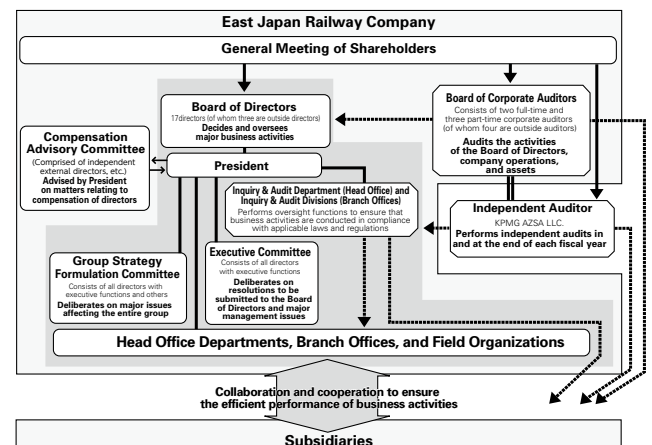 East Japan Railway Company
General Meeting of Shareholders
Board of Directors
17directors (of whom three are outside directors)
Decides and oversees
major business activities
Board of Corporate Auditors
Consists of two full-time and
three part-time corporate auditors
(of whom four are outside auditors)
Audits the activities
of the Board of Directors,
company operations,
and assets
Compensation
Advisory Committee
(Comprised of independent
external directors, etc.)
Advised by President
on matters relating to
compensation of directors
President
Inquiry & Audit Department (Head Office) and
Inquiry & Audit Divisions (Branch Offices)
Performs oversight functions to ensure that
business activities are conducted in compliance
with applicable laws and regulations
Independent Auditor
KPMG AZSA LLC.
Performs independent audits in
and at the end of each fiscal year
Group Strategy
Formulation Committee
Consists of all directors with
executive functions and others
Deliberates on major issues
affecting the entire group
Executive Committee
Consists of all directors
with executive functions
Deliberates on
resolutions to be
submitted to the Board
of Directors and major
management issues
Head Office Departments, Branch Offices, and Field Organizations
Collaboration and cooperation to ensure
the efficient performance of business activities
Subsidiaries